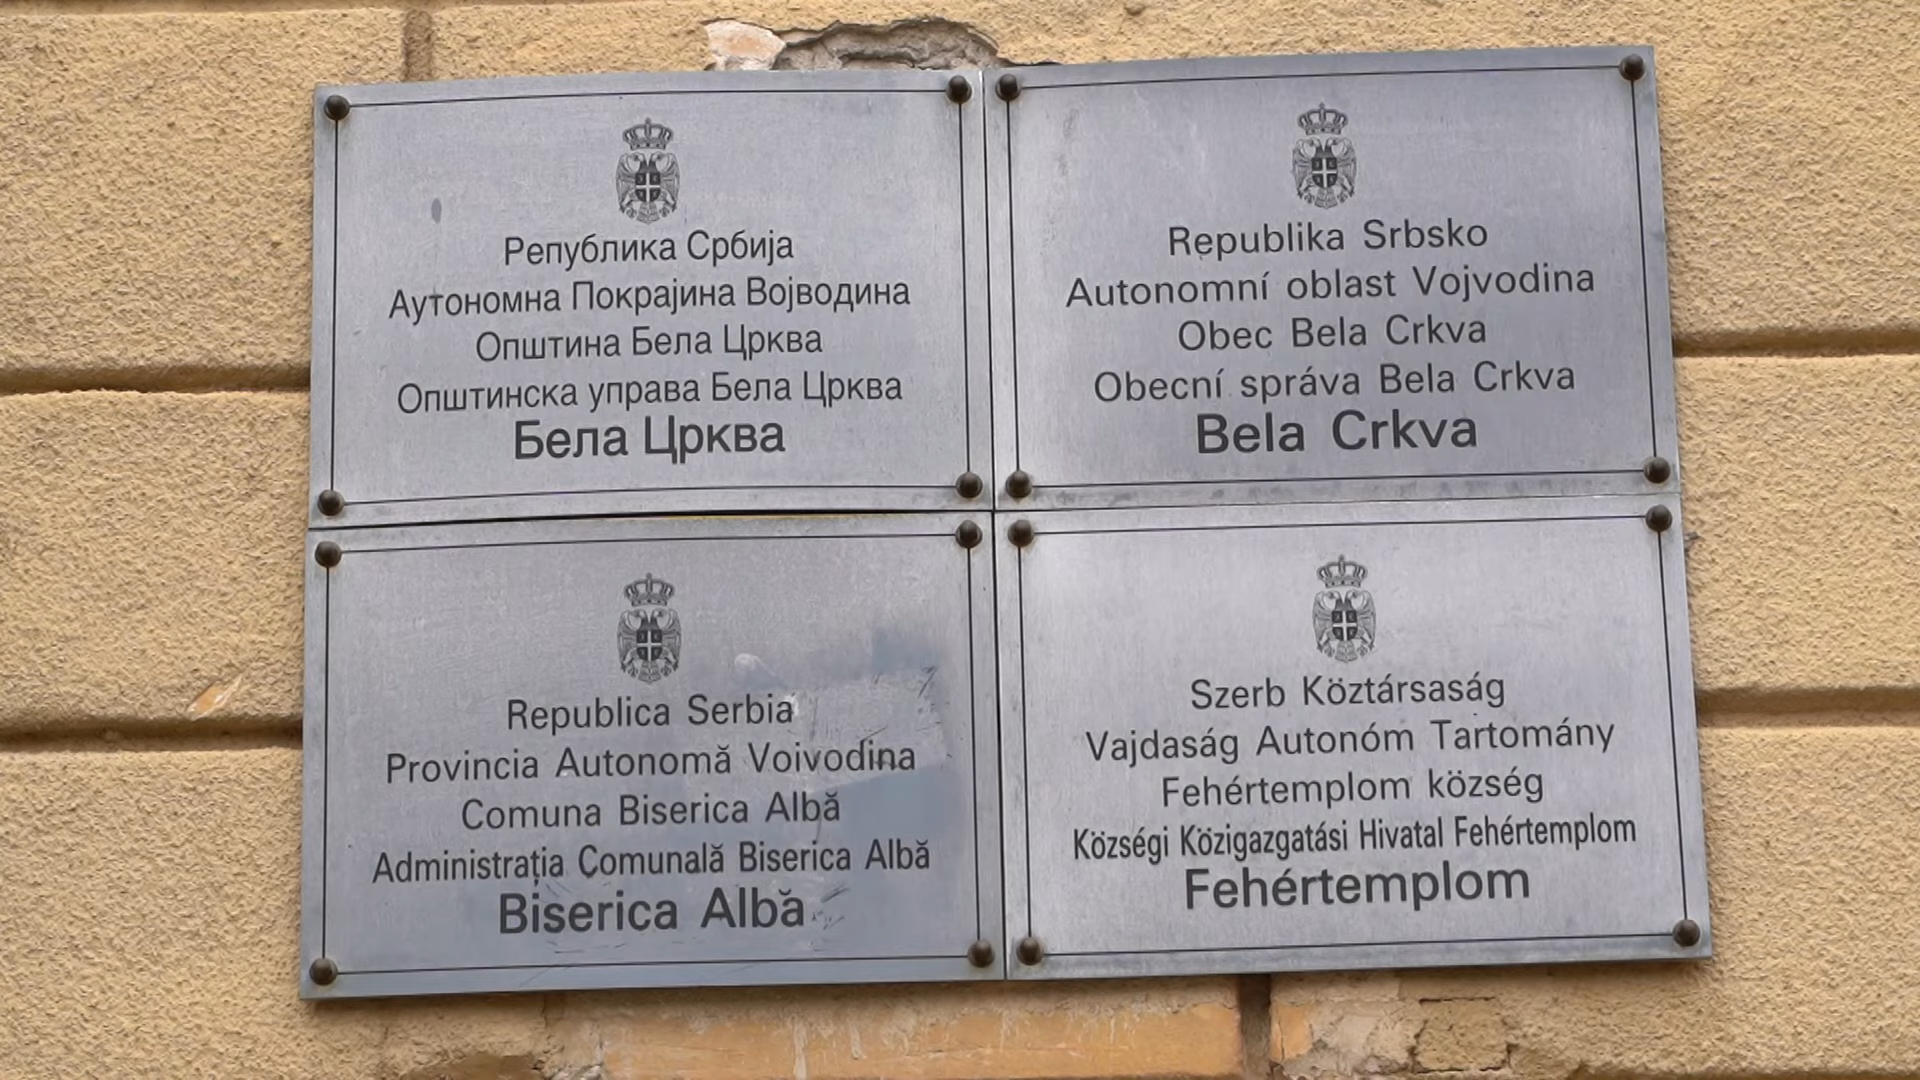 Република Србија
Аутономна Покрајина Војводина
Општина Бела Црква
Општинска управа Бела Црква
Бела Црква
Republika Srbsko
Autonomní oblast Vojvodina
Obec Bela Crkva
Obecní správa Bela Crkva
Bela Crkva
Republica Serbia
Provincia Autonomă Voivodina
Comuna Biserica Albă
Administrația Comunală Biserica Albă
Biserica Albă
Szerb Köztársaság
Vajdaság Autonóm Tartomány
Fehértemplom község
Községi Közigazgatási Hivatal Fehértemplom
Fehértemplom